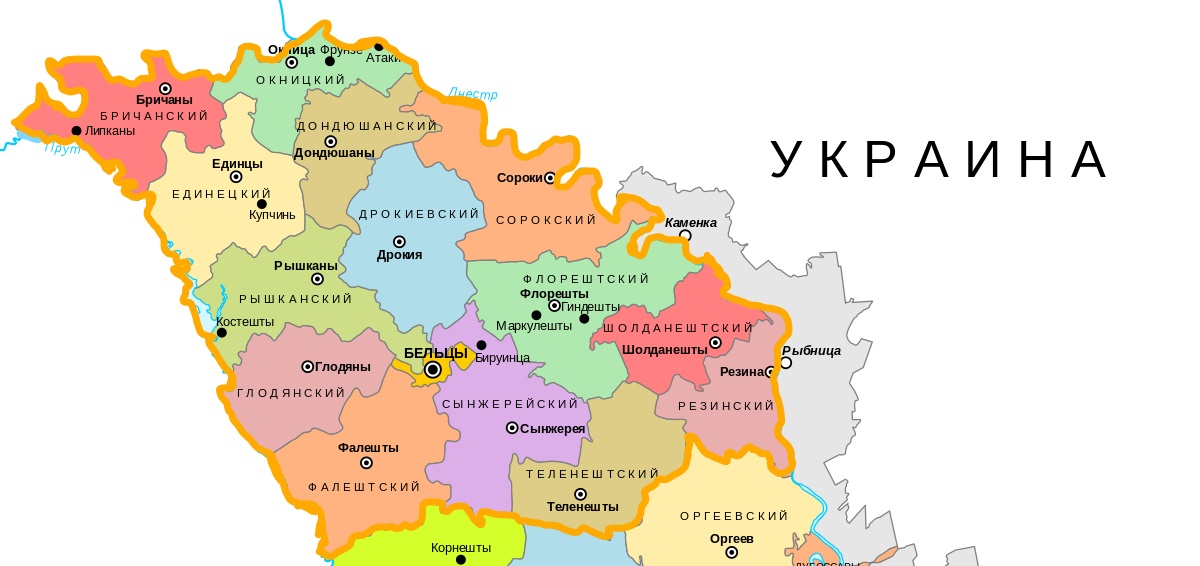 Окница
Фрунзе
Атаки
ОКНИЦКИЙ
Днестр
Бричаны
БРИЧАНСКИЙ
Липканы
Прут
ДОНДЮШАНСКИЙ
Дондюшаны
УКРАИНА
Единцы
ЕДИНЕЦКИЙ
Купчинь
Сороки
СОРОКСКИЙ
ДРОКИЕВСКИЙ
Дрокия
Каменка
Рышканы
РЫШКАНСКИЙ
Костешты
ФЛОРЕШТСКИЙ
Флорешты
Гиндешты
Маркулешты
ШОЛДАНЕШТСКИЙ
Шолданешты
Рыбница
БЕЛЬЦЫ
Бируинца
Глодяны
ГЛОДЯНСКИЙ
Резина
РЕЗИНСКИЙ
СЫНЖЕРЕЙСКИЙ
Сынжерея
Фалешты
ФАЛЕШТСКИЙ
ТЕЛЕНЕШТСКИЙ
Теленешты
ОРГЕЕВСКИЙ
Оргеев
Корнешты
ДУБОССАРЫ